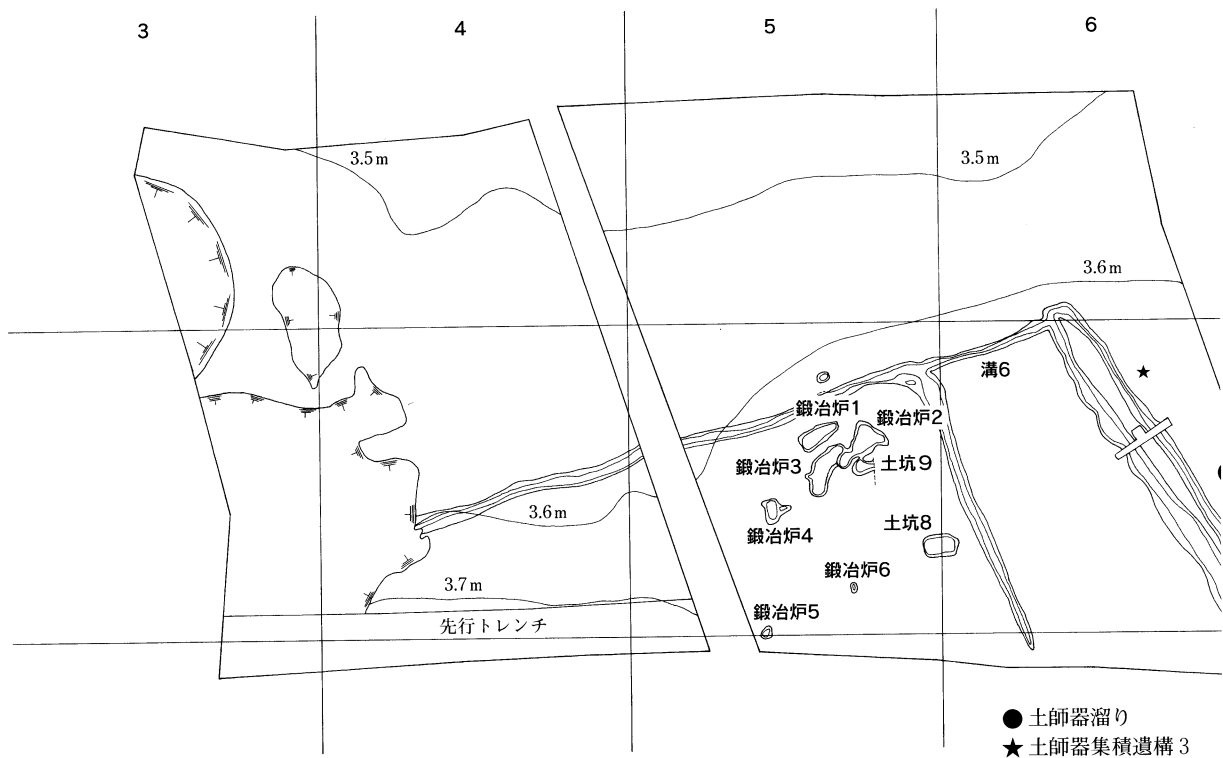 3
4
5
6
3.5m
3.5m
3.6m
溝6
鍛冶炉1
鍛冶炉2
鍛冶炉3
土坑9
3.6m
鍛冶炉4
土坑8
鍛冶炉6
3.7m
鍛冶炉5
先行トレンチ
●土師器溜り
★土師器集積遺構3